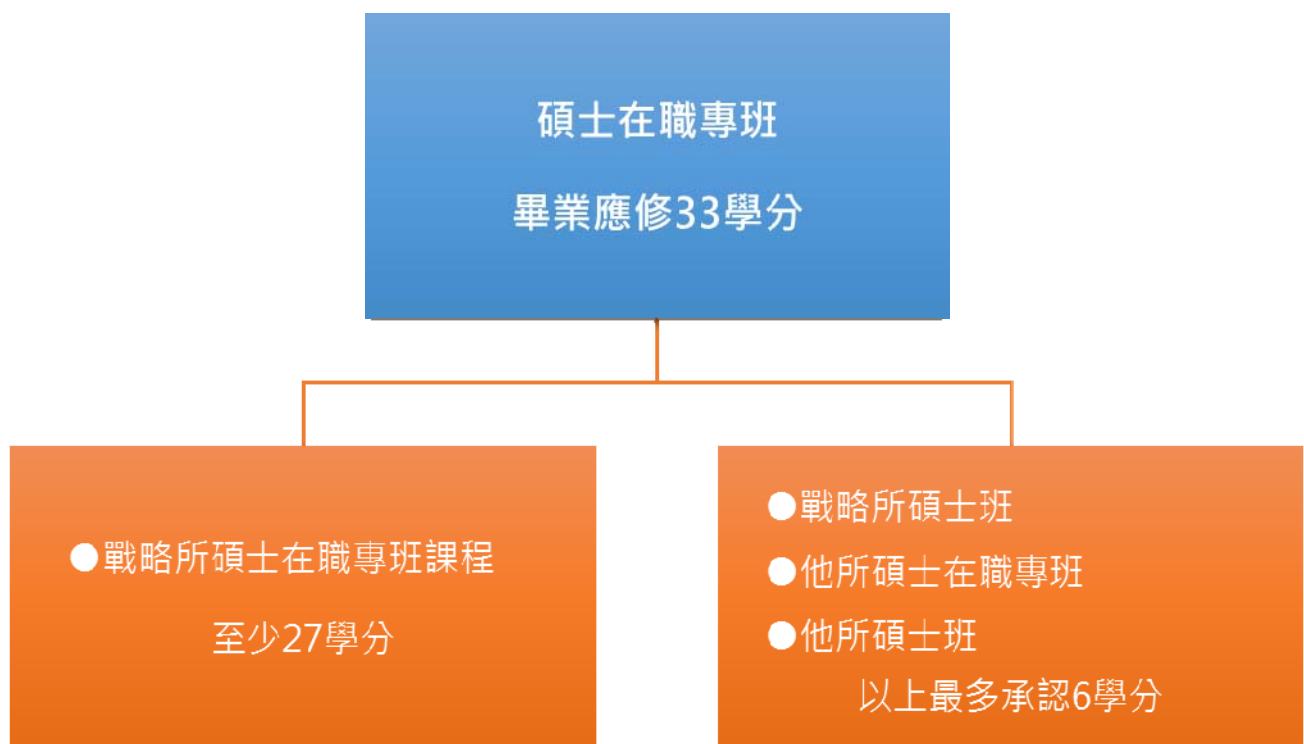 碩士在職專班
畢業應修33學分
●戰略所碩士在職專班課程
至少27學分
●戰略所碩士班
●他所碩士在職專班
●他所碩士班
以上最多承認6學分